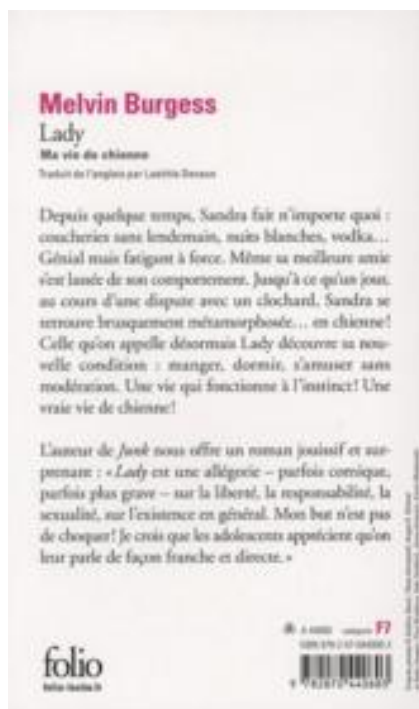 Melvin Burgess
Lady
Ma vie de chienne
Traduit de l'anglais par Laetitia Devaux
Depuis quelque temps, Sandra fait n'importe quoi :
coucheries sans lendemain, nuits blanches, vodka...
Génial mais fatigant à force. Même sa meilleure amie
s'est lassée de son comportement. Jusqu'à ce qu'un jour,
au cours d'une dispute avec un clochard, Sandra se
retrouve brusquement métamorphosée... en chienne!
Celle qu'on appelle désormais Lady découvre sa nou-
velle condition : manger, dormir, s'amuser sans
modération. Une vie qui fonctionne à l'instinct! Une
vraie vie de chienne!
L'auteur de Junk nous offre un roman jouissif et sur-
prenant : « Lady est une allégorie – parfois comique,
parfois plus grave – sur la liberté, la responsabilité, la
sexualité, sur l'existence en général. Mon but n'est pas
de choquer! Je crois que les adolescents apprécient qu'on
leur parle de façon franche et directe. »
F7
folio